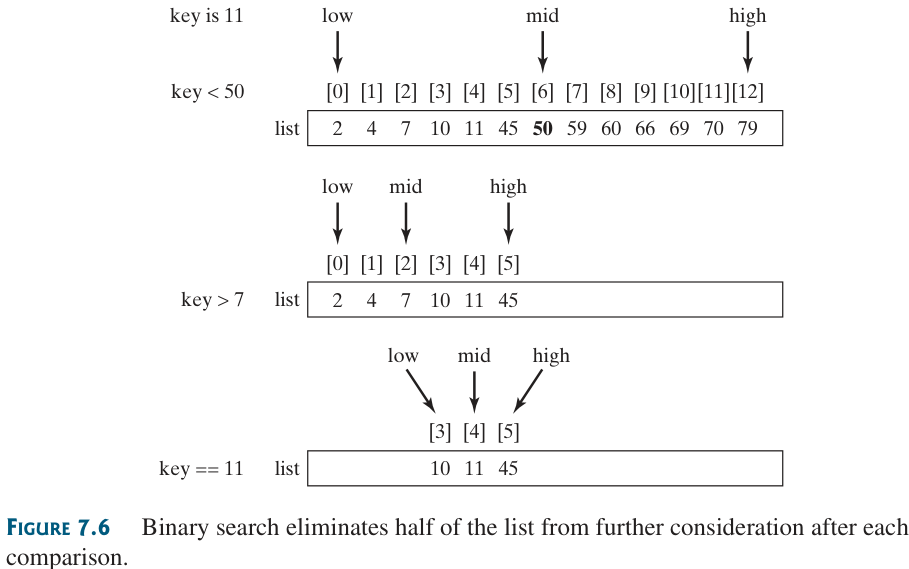 key is 11 low mid high
key < 50 [0] [1] [2] [3] [4] [5] [6] [7] [8] [9] [10][11][12]
list 2 4 7 10 11 45 50 59 60 66 69 70 79
low mid high
[0] [1] [2] [3] [4] [5]
key > 7 list 2 4 7 10 11 45
low mid high
[3] [4] [5]
key == 11 list 10 11 45
FIGURE 7.6 Binary search eliminates half of the list from further consideration after each
comparison.